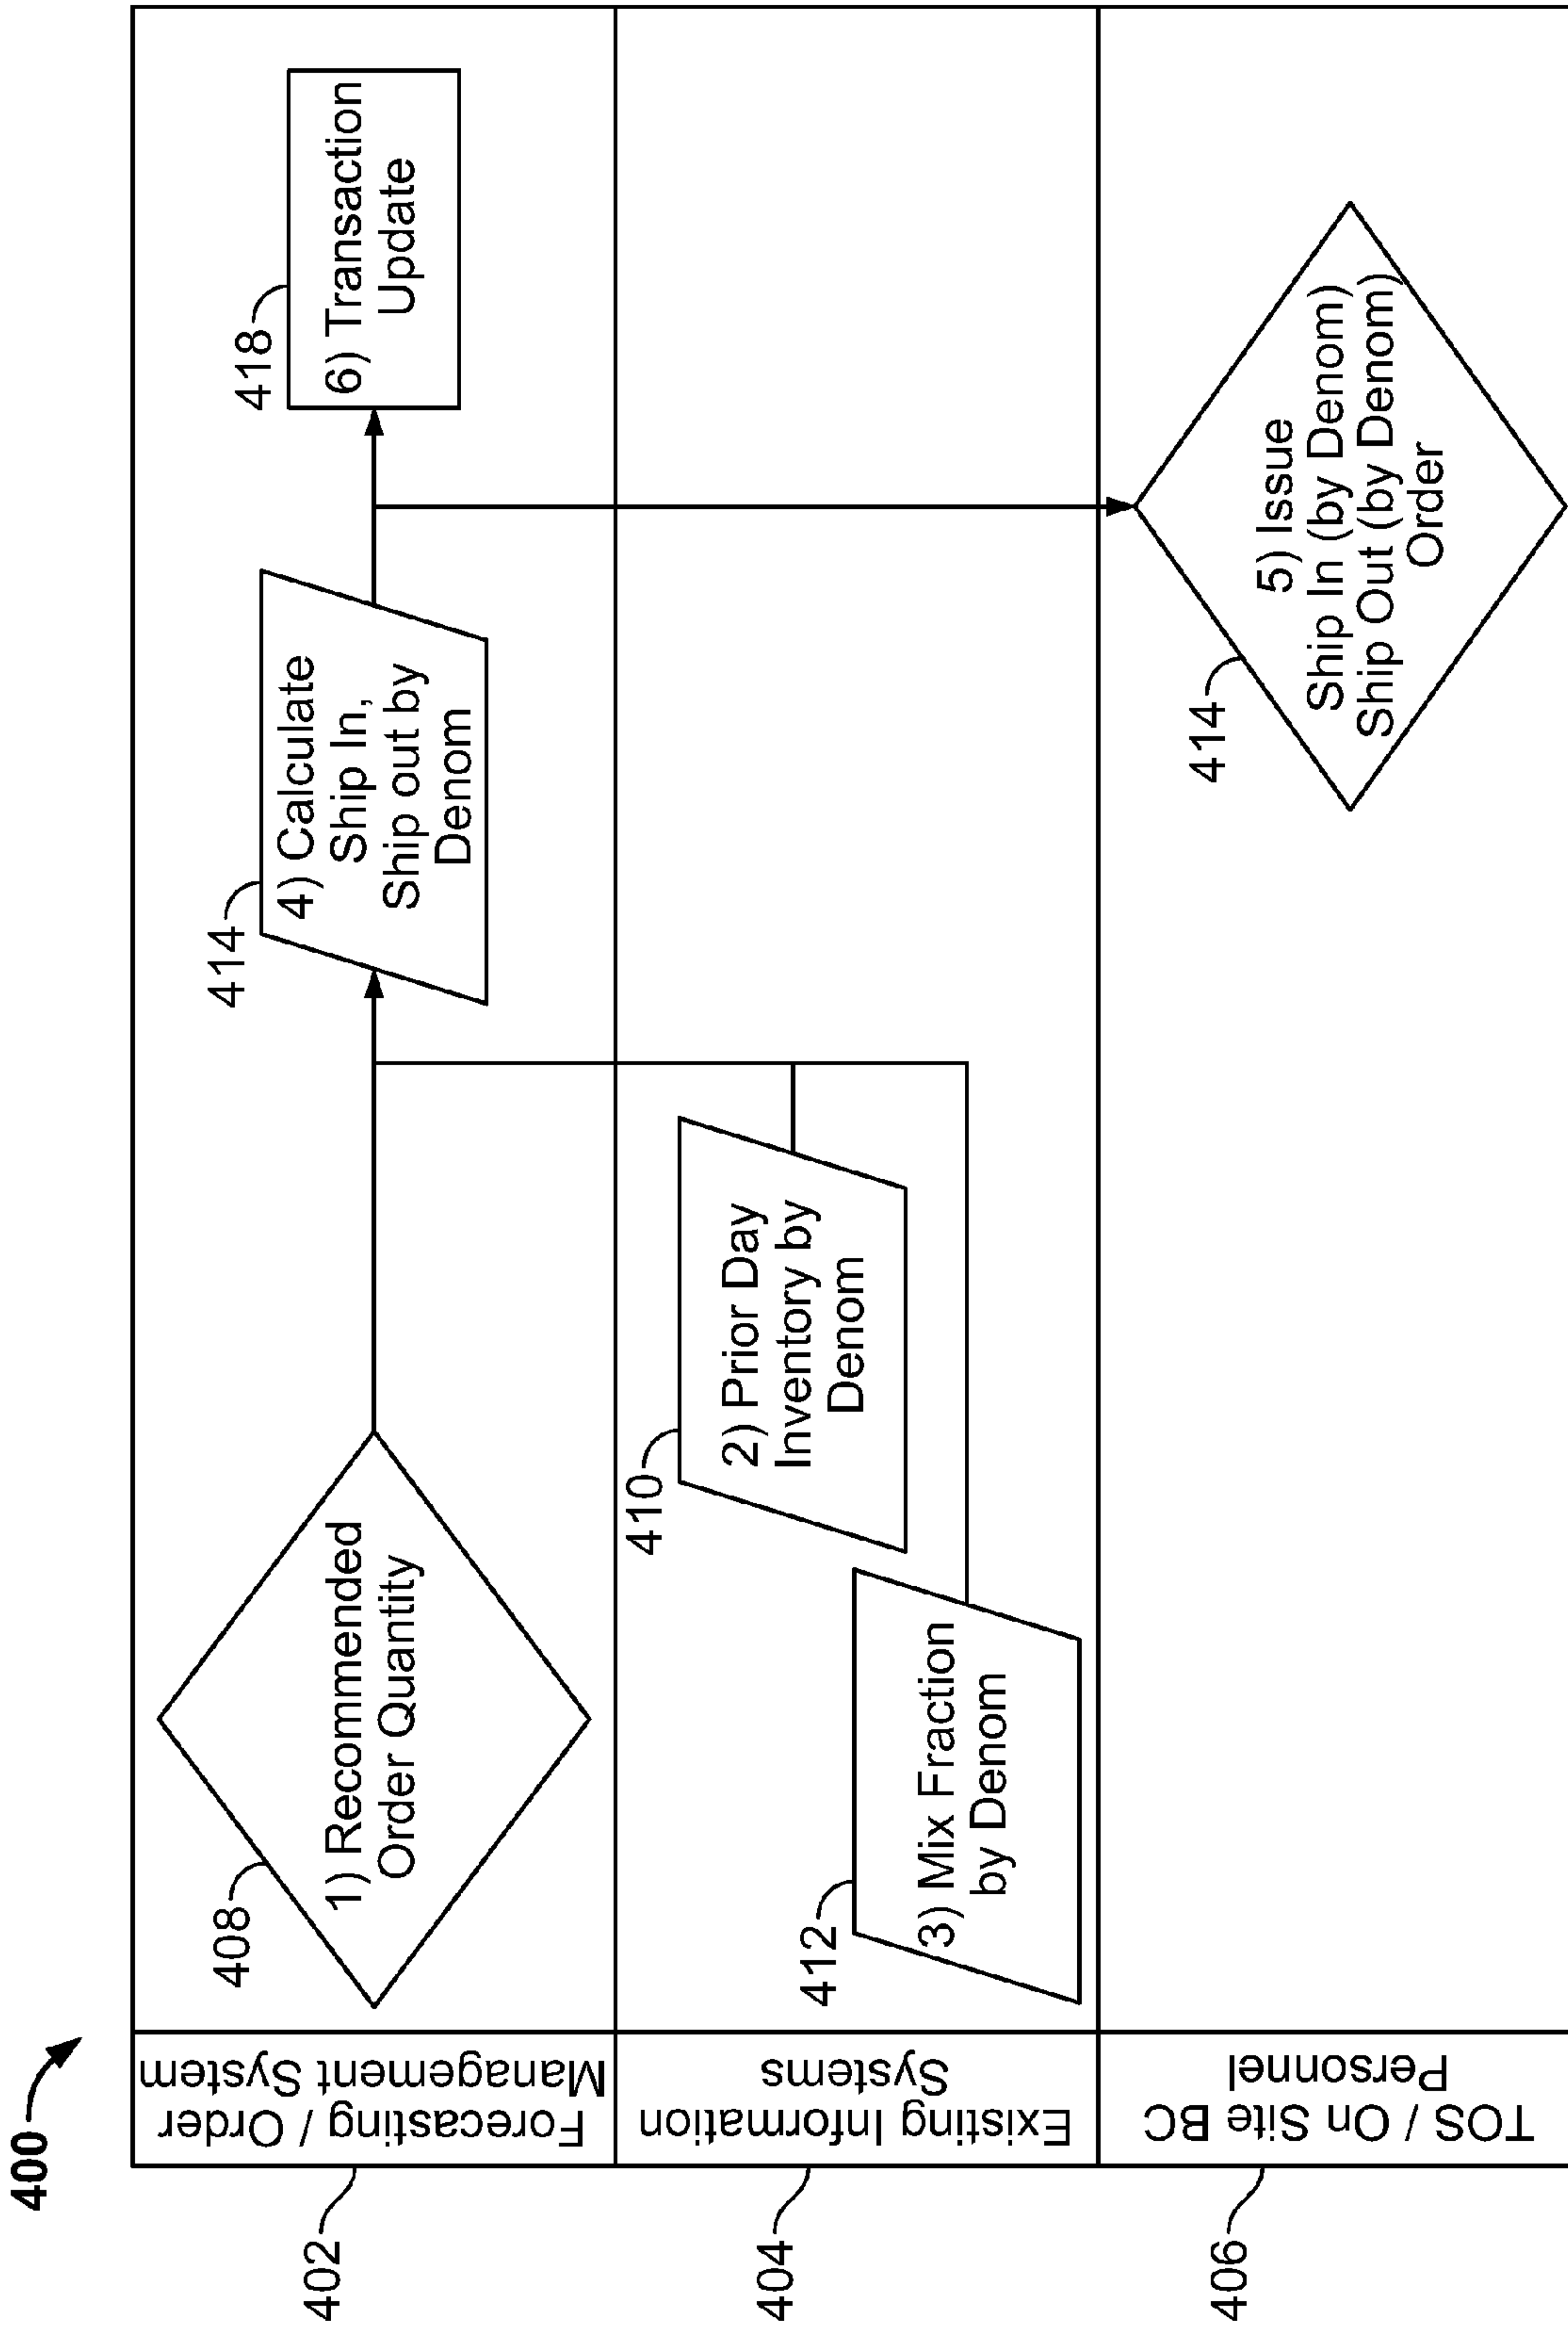 400
402
Forecasting / Order
Management System
408
1) Recommended
Order Quantity
414
4) Calculate
Ship In,
Ship out by
Denom
418
6) Transaction
Update
404
Existing Information
Systems
412
3) Mix Fraction
by Denom
410
2) Prior Day
Inventory by
Denom
406
TOS / On Site BC
Personnel
414
5) Issue
Ship In (by Denom)
Ship Out (by Denom)
Order